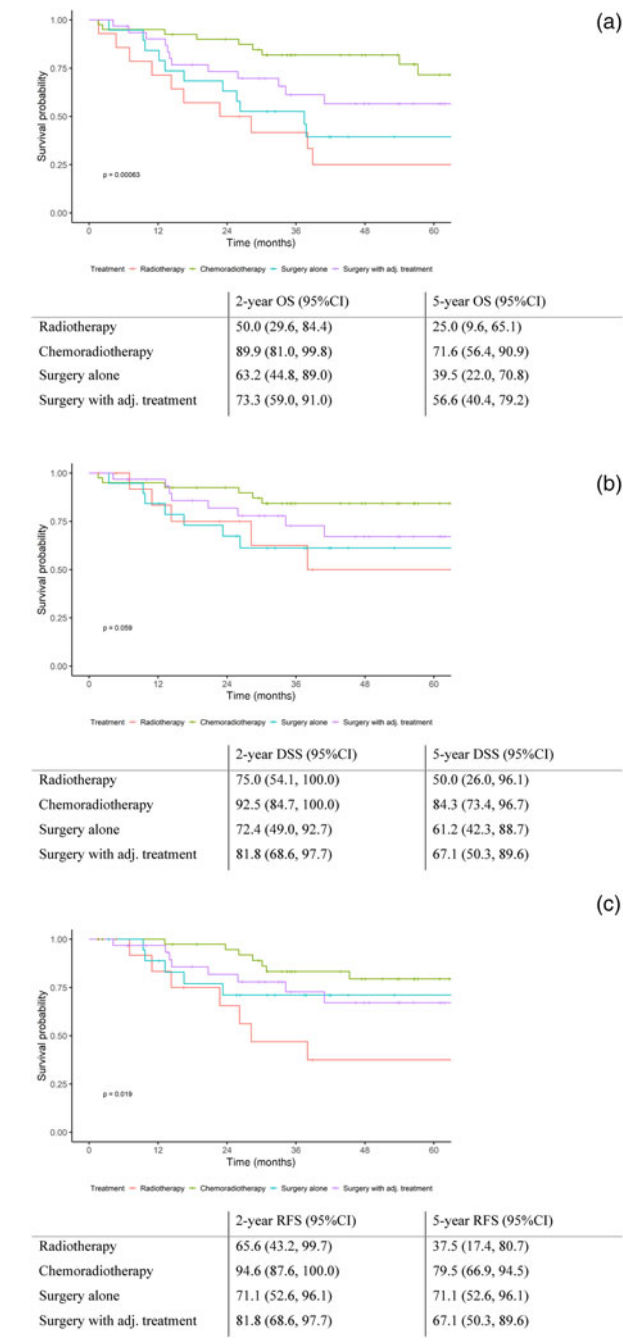 (a)
1.00
0.75
0.50
0.25
0.00
Survival probability
p = 0.00063
0 12 24 36 48 60
Time (months)
Treatment Radiotherapy Chemoradiotherapy Surgery alone Surgery with adj. treatment
2-year OS (95%CI) 5-year OS (95%CI)
Radiotherapy 50.0 (29.6, 84.4) 25.0 (9.6, 65.1)
Chemoradiotherapy 89.9 (81.0, 99.8) 71.6 (56.4, 90.9)
Surgery alone 63.2 (44.8, 89.0) 39.5 (22.0, 70.8)
Surgery with adj. treatment 73.3 (59.0, 91.0) 56.6 (40.4, 79.2)
(b)
1.00
0.75
0.50
0.25
0.00
Survival probability
p = 0.059
0 12 24 36 48 60
Time (months)
Treatment Radiotherapy Chemoradiotherapy Surgery alone Surgery with adj. treatment
2-year DSS (95%CI) 5-year DSS (95%CI)
Radiotherapy 75.0 (54.1, 100.0) 50.0 (26.0, 96.1)
Chemoradiotherapy 92.5 (84.7, 100.0) 84.3 (73.4, 96.7)
Surgery alone 72.4 (49.0, 92.7) 61.2 (42.3, 88.7)
Surgery with adj. treatment 81.8 (68.6, 97.7) 67.1 (50.3, 89.6)
(c)
1.00
0.75
0.50
0.25
0.00
Survival probability
p = 0.019
0 12 24 36 48 60
Time (months)
Treatment Radiotherapy Chemoradiotherapy Surgery alone Surgery with adj. treatment
2-year RFS (95%CI) 5-year RFS (95%CI)
Radiotherapy 65.6 (43.2, 99.7) 37.5 (17.4, 80.7)
Chemoradiotherapy 94.6 (87.6, 100.0) 79.5 (66.9, 94.5)
Surgery alone 71.1 (52.6, 96.1) 71.1 (52.6, 96.1)
Surgery with adj. treatment 81.8 (68.6, 97.7) 67.1 (50.3, 89.6)